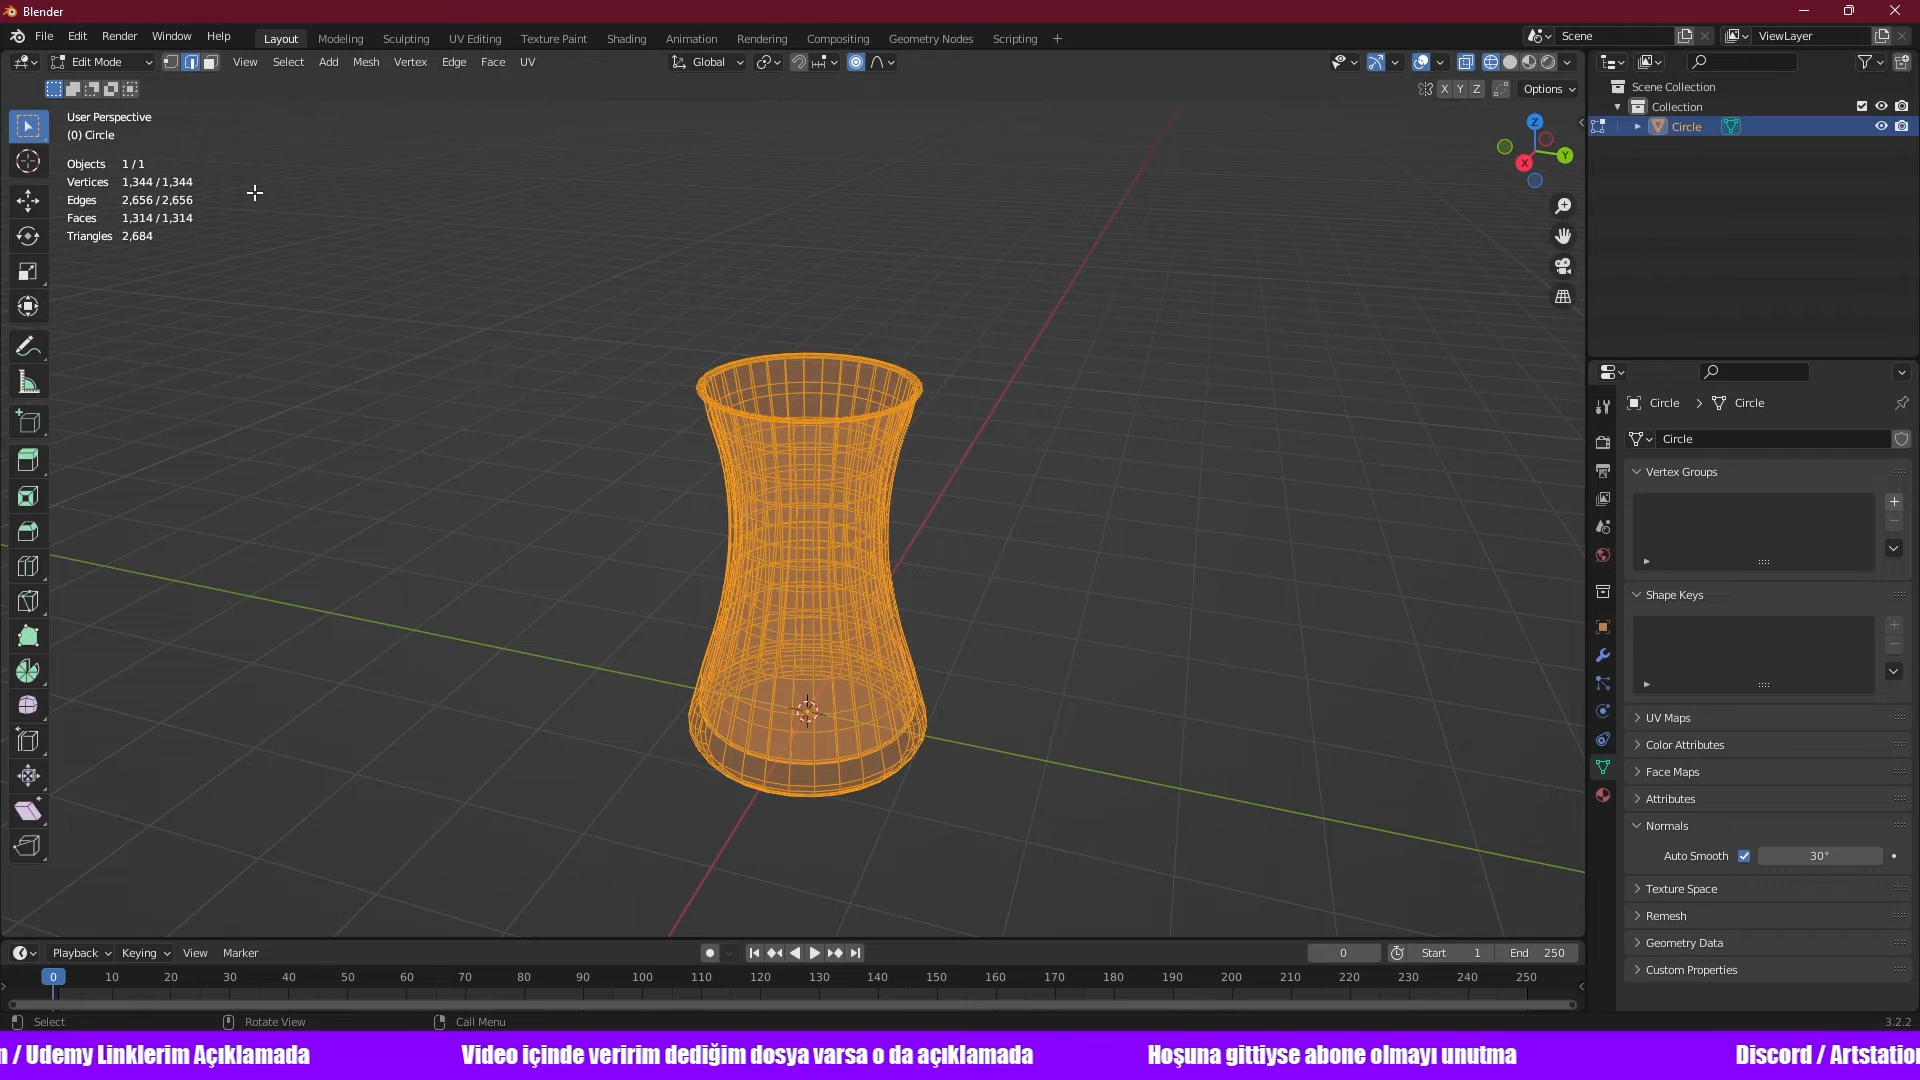 Blender
File Edit Render Window Help
Layout Modeling Sculpting UV Editing Texture Paint Shading Animation Rendering Compositing Geometry Nodes Scripting
Scene
ViewLayer
Edit Mode
View Select Add Mesh Vertex Edge Face UV
Global
X Y Z
Options
User Perspective
(0) Circle
Objects 1 / 1
Vertices 1,344 / 1,344
Edges 2,656 / 2,656
Faces 1,314 / 1,314
Triangles 2,684
Z
Y
X
Scene Collection
Collection
Circle
Circle > Circle
Circle
Vertex Groups
Shape Keys
UV Maps
Color Attributes
Face Maps
Attributes
Normals
Auto Smooth 30°
Texture Space
Remesh
Geometry Data
Custom Properties
Playback Keying View Marker
0
Start 1
End 250
0 10 20 30 40 50 60 70 80 90 100 110 120 130 140 150 160 170 180 190 200 210 220 230 240 250
Select
Rotate View
Call Menu
3.2.2
/ Udemy Linklerim Açıklamada
Video içinde veririm dediğim dosya varsa o da açıklamada
Hoşuna gittiyse abone olmayı unutma
Discord / Artstation